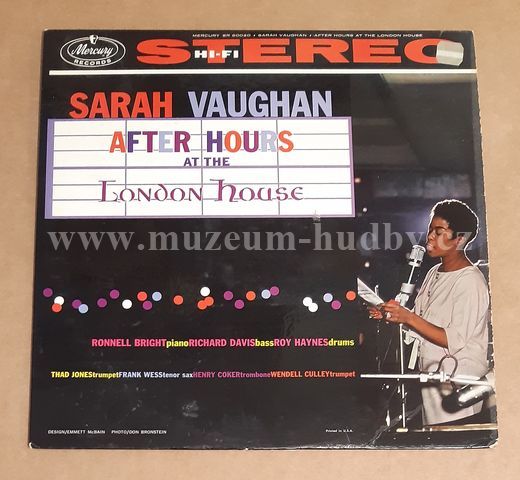 MERCURY SR 60020 • SARAH VAUGHAN • AFTER HOURS AT THE LONDON HOUSE
Mercury
RECORDS
STEREO
HI-FI
SARAH VAUGHAN
AFTER HOURS
AT THE
LONDON HOUSE
www.muzeum-hudby.cz
RONNELL BRIGHTpianoRICHARD DAVISbassROY HAYNESdrums
THAD JONEStrumpetFRANK WESStenor saxHENRY COKERtromboneWENDELL CULLEYtrumpet
DESIGN/EMMETT McBAIN PHOTO/DON BRONSTEIN
Printed in U.S.A.